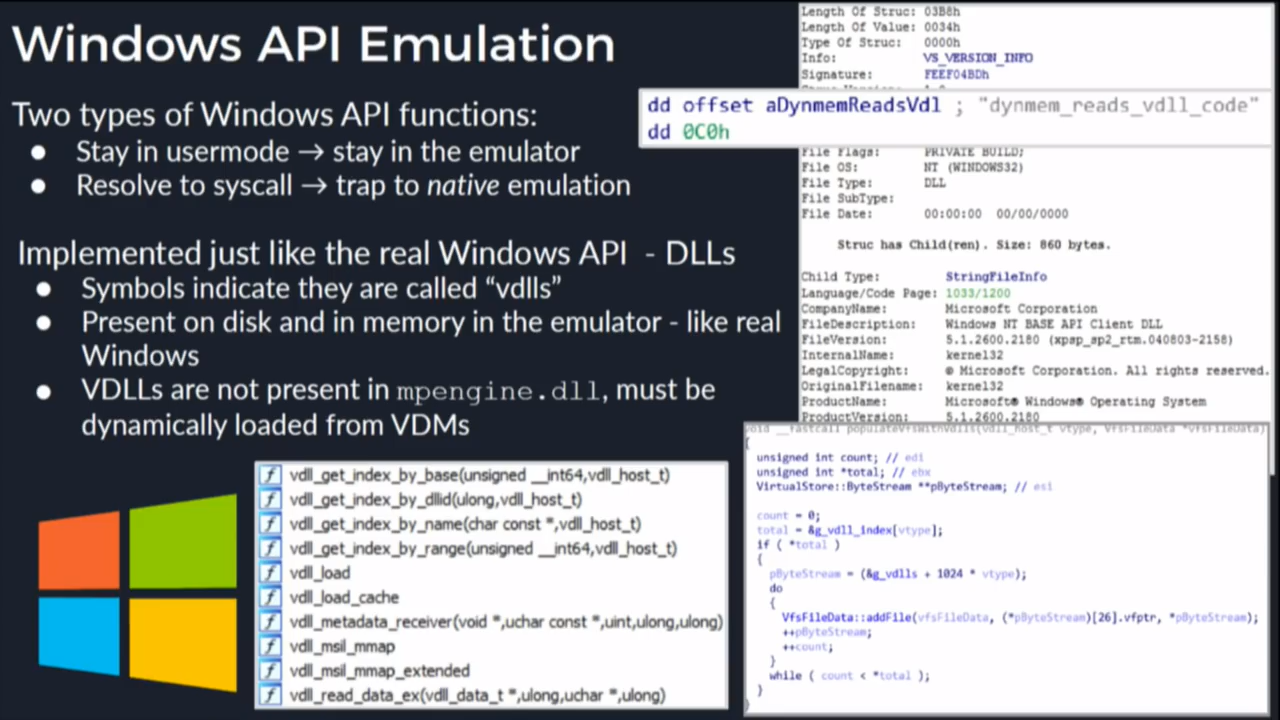 Windows API Emulation
Two types of Windows API functions:
● Stay in usermode → stay in the emulator
● Resolve to syscall → trap to native emulation
Implemented just like the real Windows API - DLLs
● Symbols indicate they are called “vdlls”
● Present on disk and in memory in the emulator - like real
Windows
● VDLLs are not present in mpengine.dll, must be
dynamically loaded from VDMs
Length Of Struc: 03B8h
Length Of Value: 0034h
Type Of Struc: 0000h
Info: VS_VERSION_INFO
Signature: FEEF04BDh
dd offset aDynmemReadsVdl ; "dynmem_reads_vdll_code"
dd 0C0h
File Flags: PRIVATE BUILD;
File OS: NT (WINDOWS32)
File Type: DLL
File SubType:
File Date: 00:00:00 00/00/0000
Struc has Child(ren). Size: 860 bytes.
Child Type: StringFileInfo
Language/Code Page: 1033/1200
CompanyName: Microsoft Corporation
FileDescription: Windows NT BASE API Client DLL
FileVersion: 5.1.2600.2180 (xpsp_sp2_rtm.040803-2158)
InternalName: kernel32
LegalCopyright: © Microsoft Corporation. All rights reserved.
OriginalFilename: kernel32
ProductName: Microsoft® Windows® Operating System
ProductVersion: 5.1.2600.2180
f vdll_get_index_by_base(unsigned __int64,vdll_host_t)
f vdll_get_index_by_dllid(ulong,vdll_host_t)
f vdll_get_index_by_name(char const *,vdll_host_t)
f vdll_get_index_by_range(unsigned __int64,vdll_host_t)
f vdll_load
f vdll_load_cache
f vdll_metadata_receiver(void *,uchar const *,uint,ulong,ulong)
f vdll_msil_mmap
f vdll_msil_mmap_extended
f vdll_read_data_ex(vdll_data_t *,ulong,uchar *,ulong)
void __fastcall populateVfsWithVdlls(vdll_host_t vtype, VfsFileData *vfsFileData)
{
unsigned int count; // edi
unsigned int *total; // ebx
VirtualStore::ByteStream **pByteStream; // esi
count = 0;
total = &g_vdll_index[vtype];
if ( *total )
{
pByteStream = (&g_vdlls + 1024 * vtype);
do
{
VfsFileData::addFile(vfsFileData, (*pByteStream)[26].vfptr, *pByteStream);
++pByteStream;
++count;
}
while ( count < *total );
}
}